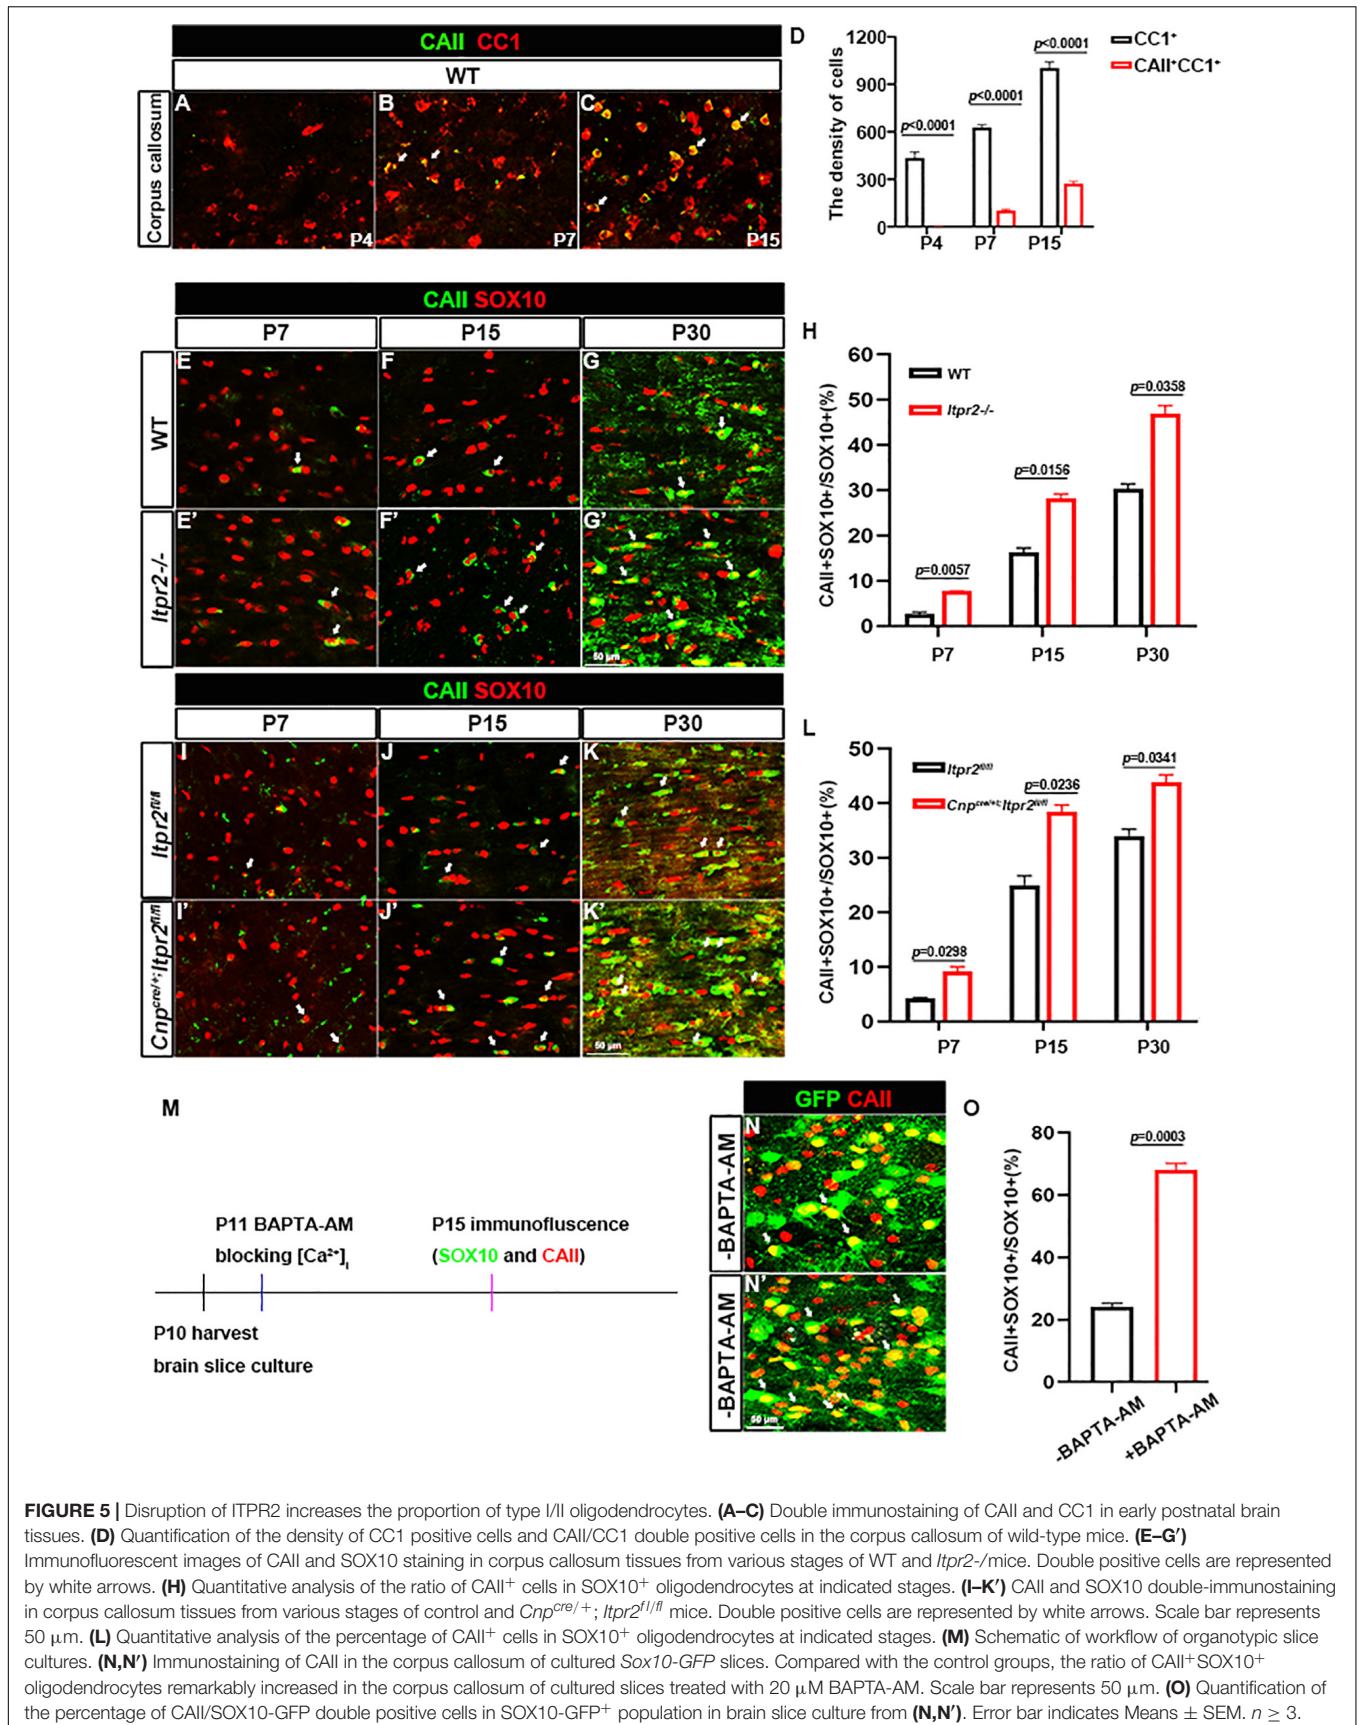 CAII CC1
WT
Corpus callosum
A
P4
B
P7
C
P15
D
The density of cells
1200
900
600
300
0
p<0.0001
p<0.0001
p<0.0001
P4 P7 P15
CC1⁺
CAII⁺CC1⁺
CAII SOX10
P7 P15 P30
WT
E F G
Itpr2-/-
E' F' G'
50 µm
H
CAII+SOX10+/SOX10+(%)
60
50
40
30
20
10
0
WT
Itpr2-/-
p=0.0057
p=0.0156
p=0.0358
P7 P15 P30
CAII SOX10
P7 P15 P30
Itpr2fl/fl
I J K
Cnpcre/+;Itpr2fl/fl
I' J' K'
50 µm
L
CAII+SOX10+/SOX10+(%)
50
40
30
20
10
0
Itpr2fl/fl
Cnpcre/+;Itpr2fl/fl
p=0.0298
p=0.0236
p=0.0341
P7 P15 P30
M
P11 BAPTA-AM
blocking [Ca²⁺]I
P15 immunofluscence
(SOX10 and CAII)
P10 harvest
brain slice culture
GFP CAII
-BAPTA-AM
N
-BAPTA-AM
N'
50 µm
O
CAII+SOX10+/SOX10+(%)
80
60
40
20
0
p=0.0003
-BAPTA-AM
+BAPTA-AM
FIGURE 5 | Disruption of ITPR2 increases the proportion of type I/II oligodendrocytes. (A–C) Double immunostaining of CAII and CC1 in early postnatal brain
tissues. (D) Quantification of the density of CC1 positive cells and CAII/CC1 double positive cells in the corpus callosum of wild-type mice. (E–G′)
Immunofluorescent images of CAII and SOX10 staining in corpus callosum tissues from various stages of WT and Itpr2-/mice. Double positive cells are represented
by white arrows. (H) Quantitative analysis of the ratio of CAII⁺ cells in SOX10⁺ oligodendrocytes at indicated stages. (I–K′) CAII and SOX10 double-immunostaining
in corpus callosum tissues from various stages of control and Cnpcre/+; Itpr2fl/fl mice. Double positive cells are represented by white arrows. Scale bar represents
50 µm. (L) Quantitative analysis of the percentage of CAII⁺ cells in SOX10⁺ oligodendrocytes at indicated stages. (M) Schematic of workflow of organotypic slice
cultures. (N,N′) Immunostaining of CAII in the corpus callosum of cultured Sox10-GFP slices. Compared with the control groups, the ratio of CAII⁺SOX10⁺
oligodendrocytes remarkably increased in the corpus callosum of cultured slices treated with 20 µM BAPTA-AM. Scale bar represents 50 µm. (O) Quantification of
the percentage of CAII/SOX10-GFP double positive cells in SOX10-GFP⁺ population in brain slice culture from (N,N′). Error bar indicates Means ± SEM. n ≥ 3.